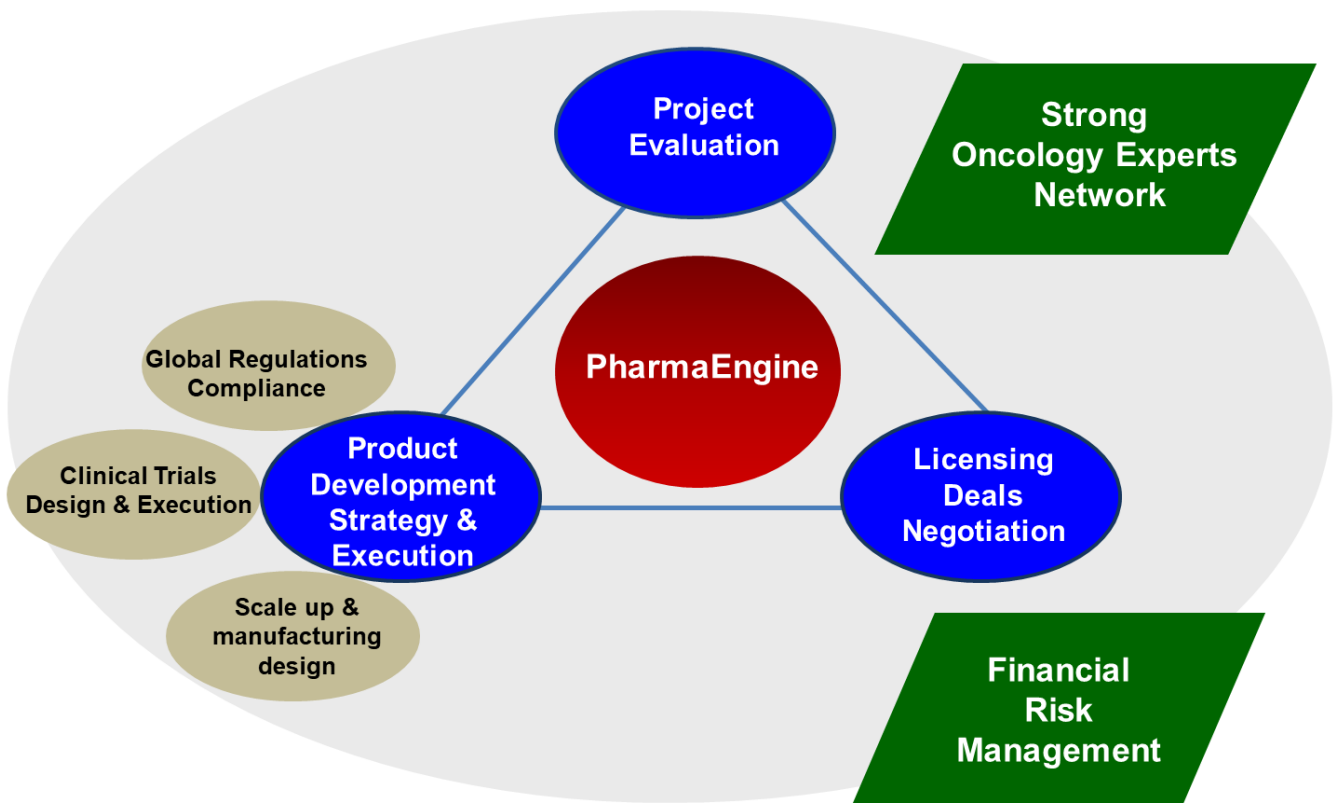 Project
Evaluation
Strong
Oncology Experts
Network
PharmaEngine
Global Regulations
Compliance
Clinical Trials
Design & Execution
Product
Development
Strategy &
Execution
Scale up &
manufacturing
design
Licensing
Deals
Negotiation
Financial
Risk
Management